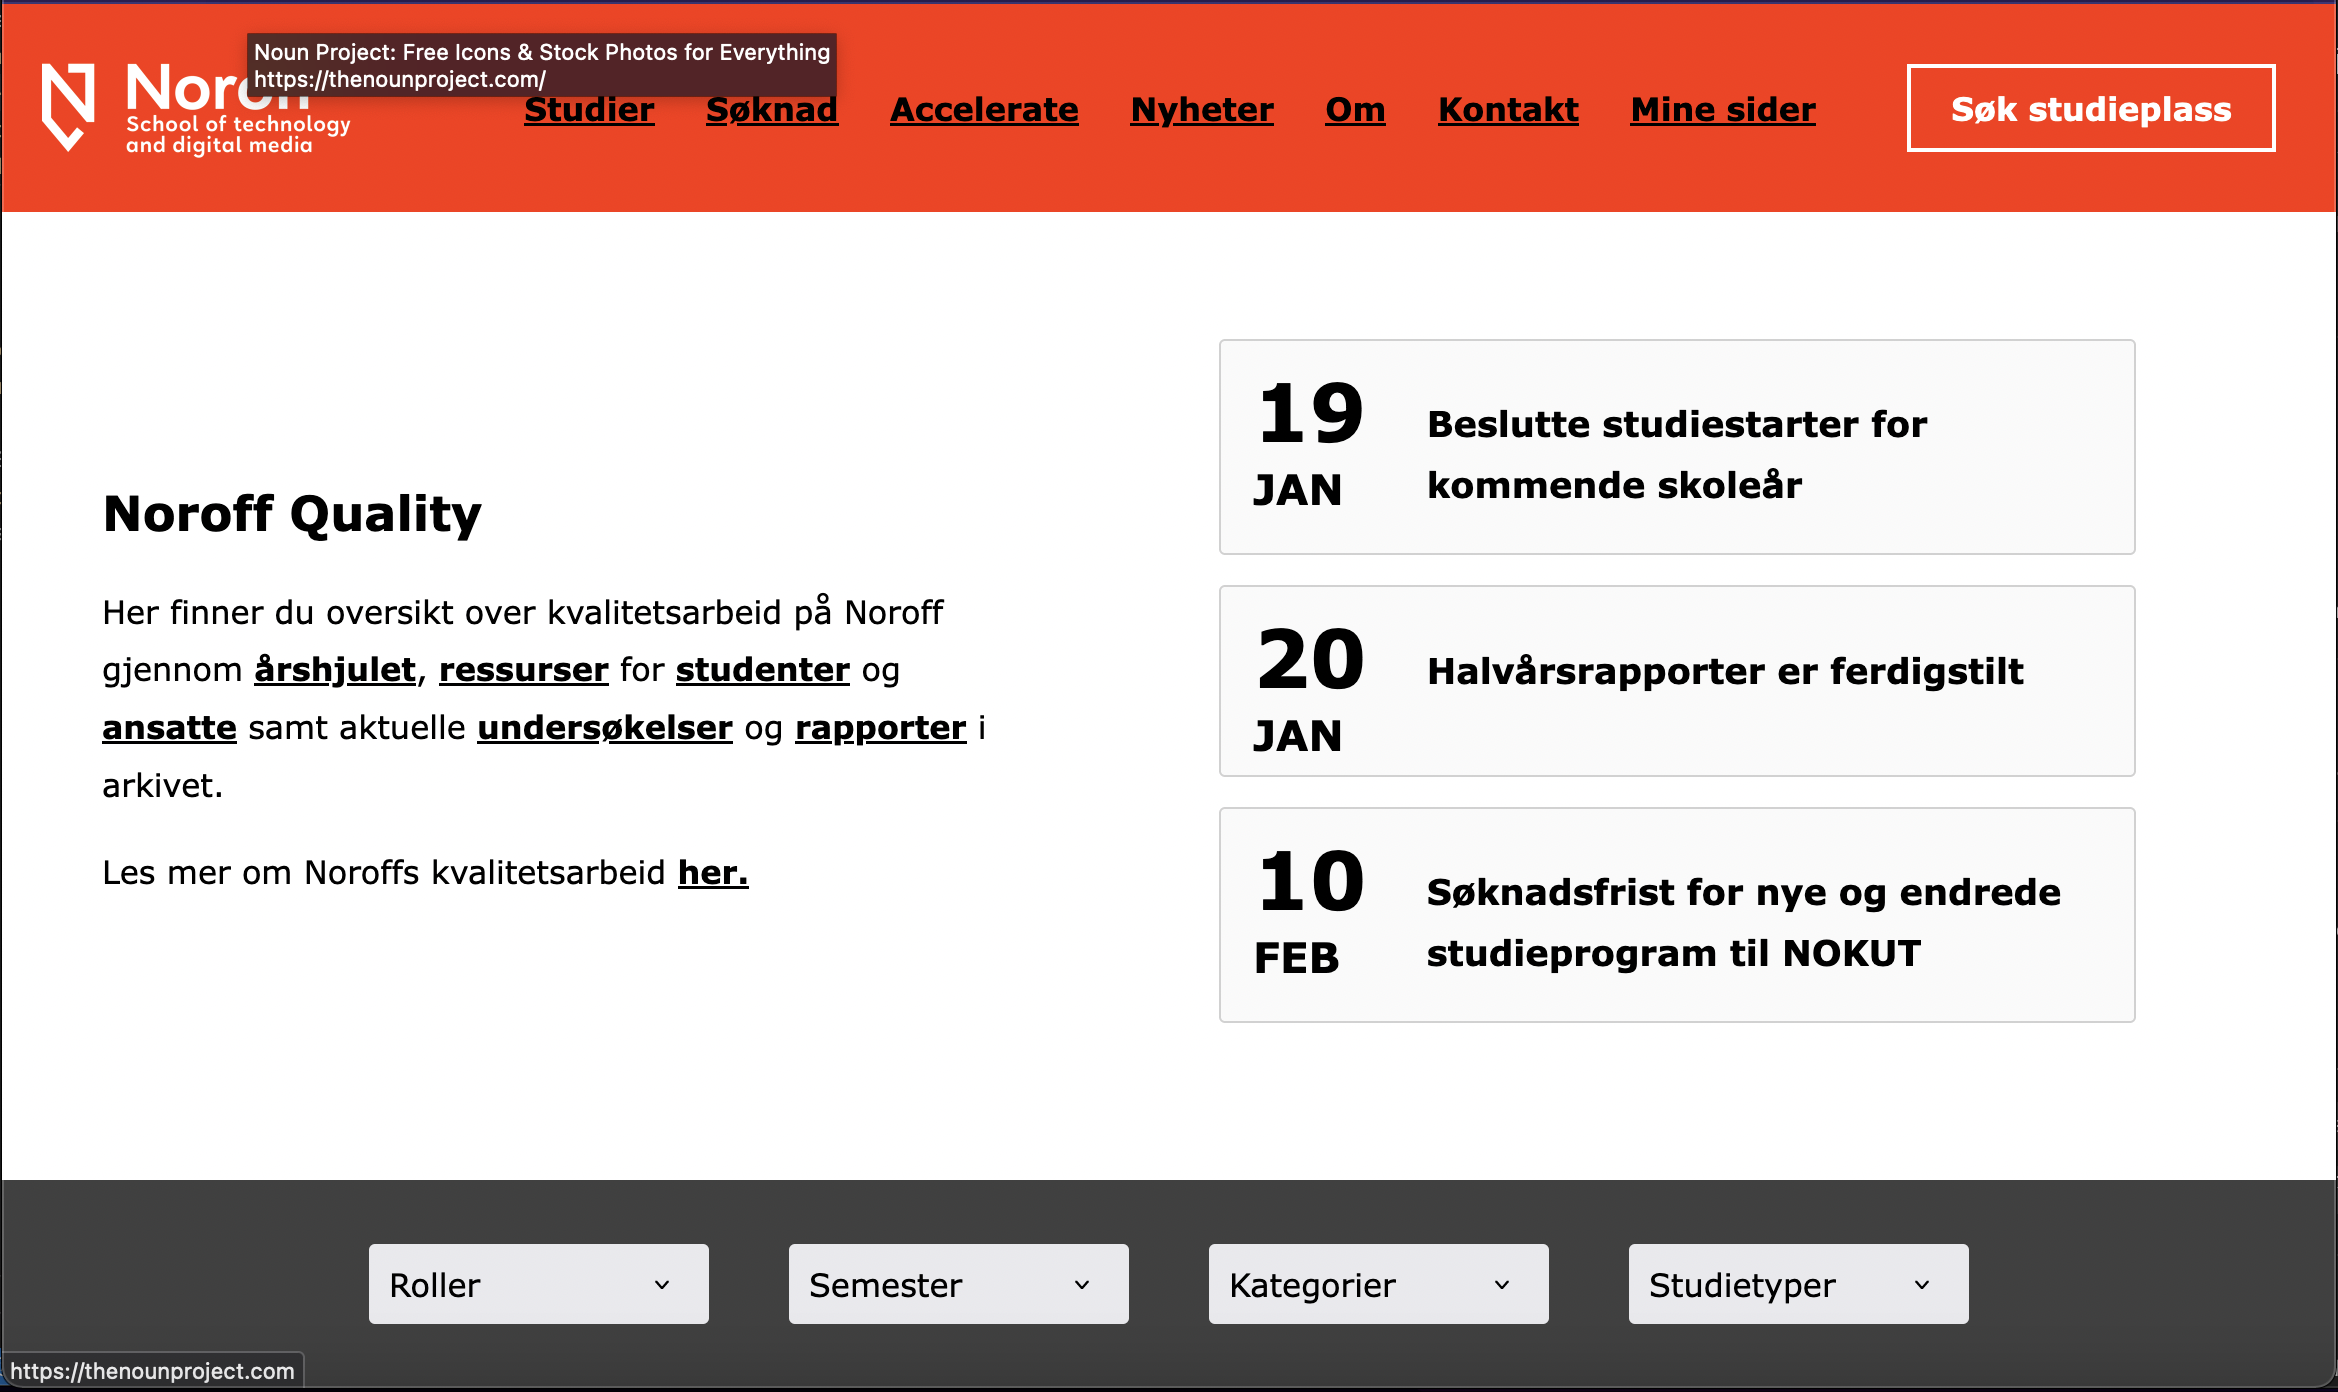 Noun Project: Free Icons & Stock Photos for Everything
https://thenounproject.com/
Noroff
School of technology
and digital media
Studier Søknad Accelerate Nyheter Om Kontakt Mine sider
Søk studieplass
Noroff Quality
Her finner du oversikt over kvalitetsarbeid på Noroff
gjennom årshjulet, ressurser for studenter og
ansatte samt aktuelle undersøkelser og rapporter i
arkivet.
Les mer om Noroffs kvalitetsarbeid her.
19
JAN
Beslutte studiestarter for
kommende skoleår
20
JAN
Halvårsrapporter er ferdigstilt
10
FEB
Søknadsfrist for nye og endrede
studieprogram til NOKUT
Roller
Semester
Kategorier
Studietyper
https://thenounproject.com